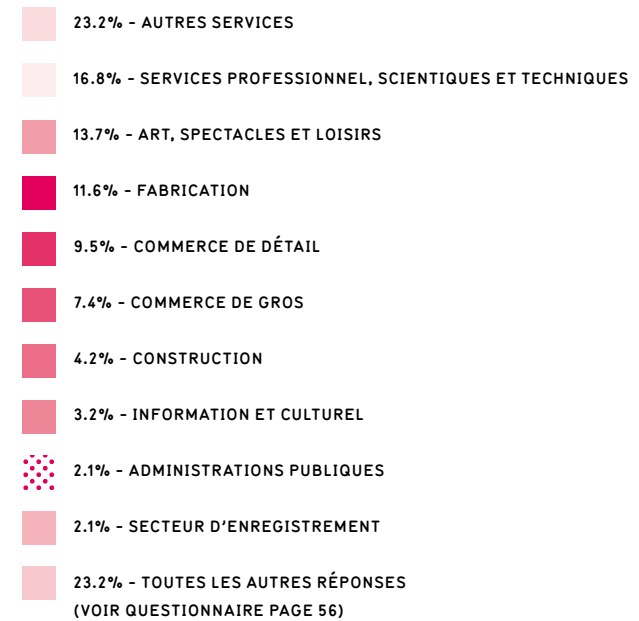 23.2% - AUTRES SERVICES
16.8% - SERVICES PROFESSIONNEL, SCIENTIQUES ET TECHNIQUES
13.7% - ART, SPECTACLES ET LOISIRS
11.6% - FABRICATION
9.5% - COMMERCE DE DÉTAIL
7.4% - COMMERCE DE GROS
4.2% - CONSTRUCTION
3.2% - INFORMATION ET CULTUREL
2.1% - ADMINISTRATIONS PUBLIQUES
2.1% - SECTEUR D'ENREGISTREMENT
23.2% - TOUTES LES AUTRES RÉPONSES
(VOIR QUESTIONNAIRE PAGE 56)